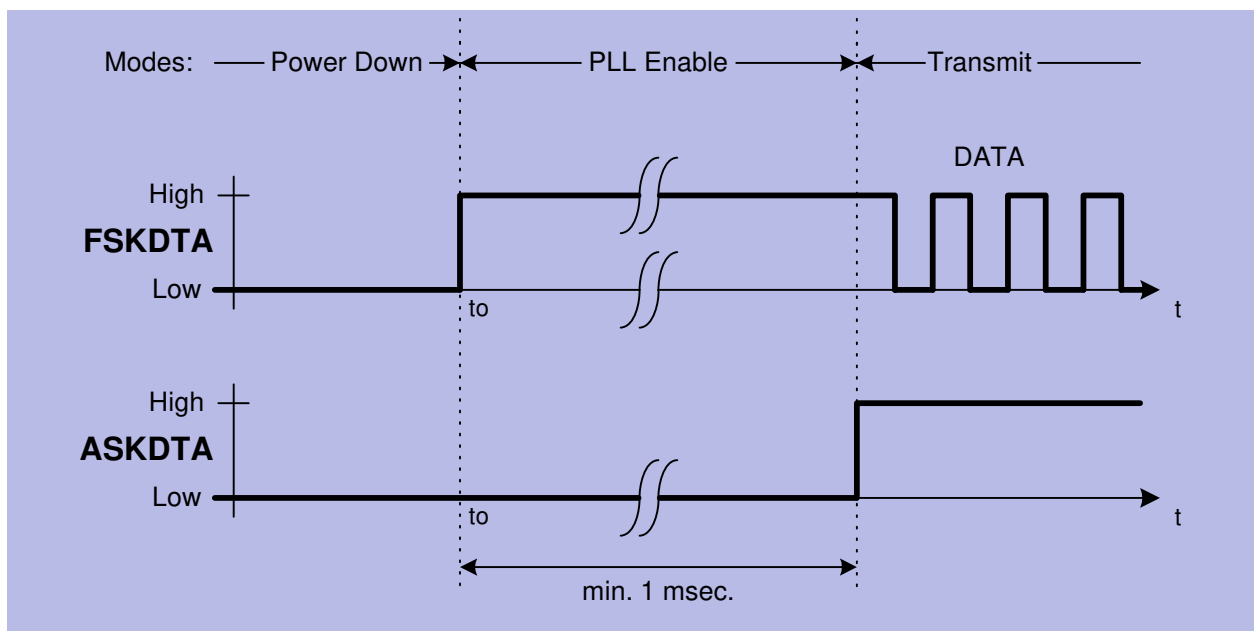 Modes: Power Down PLL Enable Transmit
DATA
High
FSKDTA
Low
to
t
High
ASKDTA
Low
to
t
min. 1 msec.